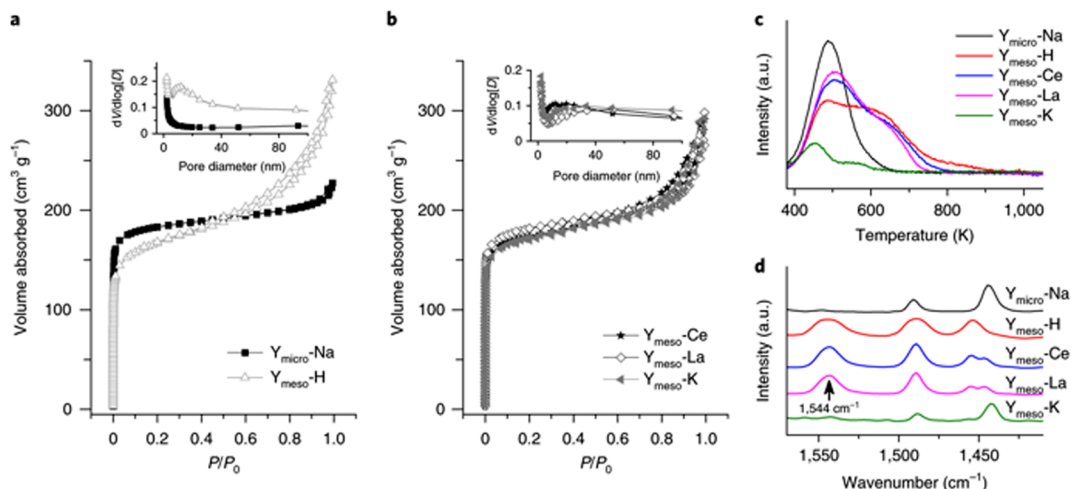 a
Volume absorbed (cm³ g⁻¹)
300
200
100
0
0 0.2 0.4 0.6 0.8 1.0
P/P₀
dV/dlog[D]
0.2
0.1
0
0 20 40 60 80
Pore diameter (nm)
Yₘᵢcᵣₒ-Na
Yₘₑₛₒ-H
b
Volume absorbed (cm³ g⁻¹)
300
200
100
0
0 0.2 0.4 0.6 0.8 1.0
P/P₀
dV/dlog[D]
0.2
0.1
0
0 20 40 60 80
Pore diameter (nm)
Yₘₑₛₒ-Ce
Yₘₑₛₒ-La
Yₘₑₛₒ-K
c
Intensity (a.u.)
Yₘᵢcᵣₒ-Na
Yₘₑₛₒ-H
Yₘₑₛₒ-Ce
Yₘₑₛₒ-La
Yₘₑₛₒ-K
400 600 800 1,000
Temperature (K)
d
Intensity (a.u.)
Yₘᵢcᵣₒ-Na
Yₘₑₛₒ-H
Yₘₑₛₒ-Ce
Yₘₑₛₒ-La
1,544 cm⁻¹
Yₘₑₛₒ-K
1,550 1,500 1,450
Wavenumber (cm⁻¹)